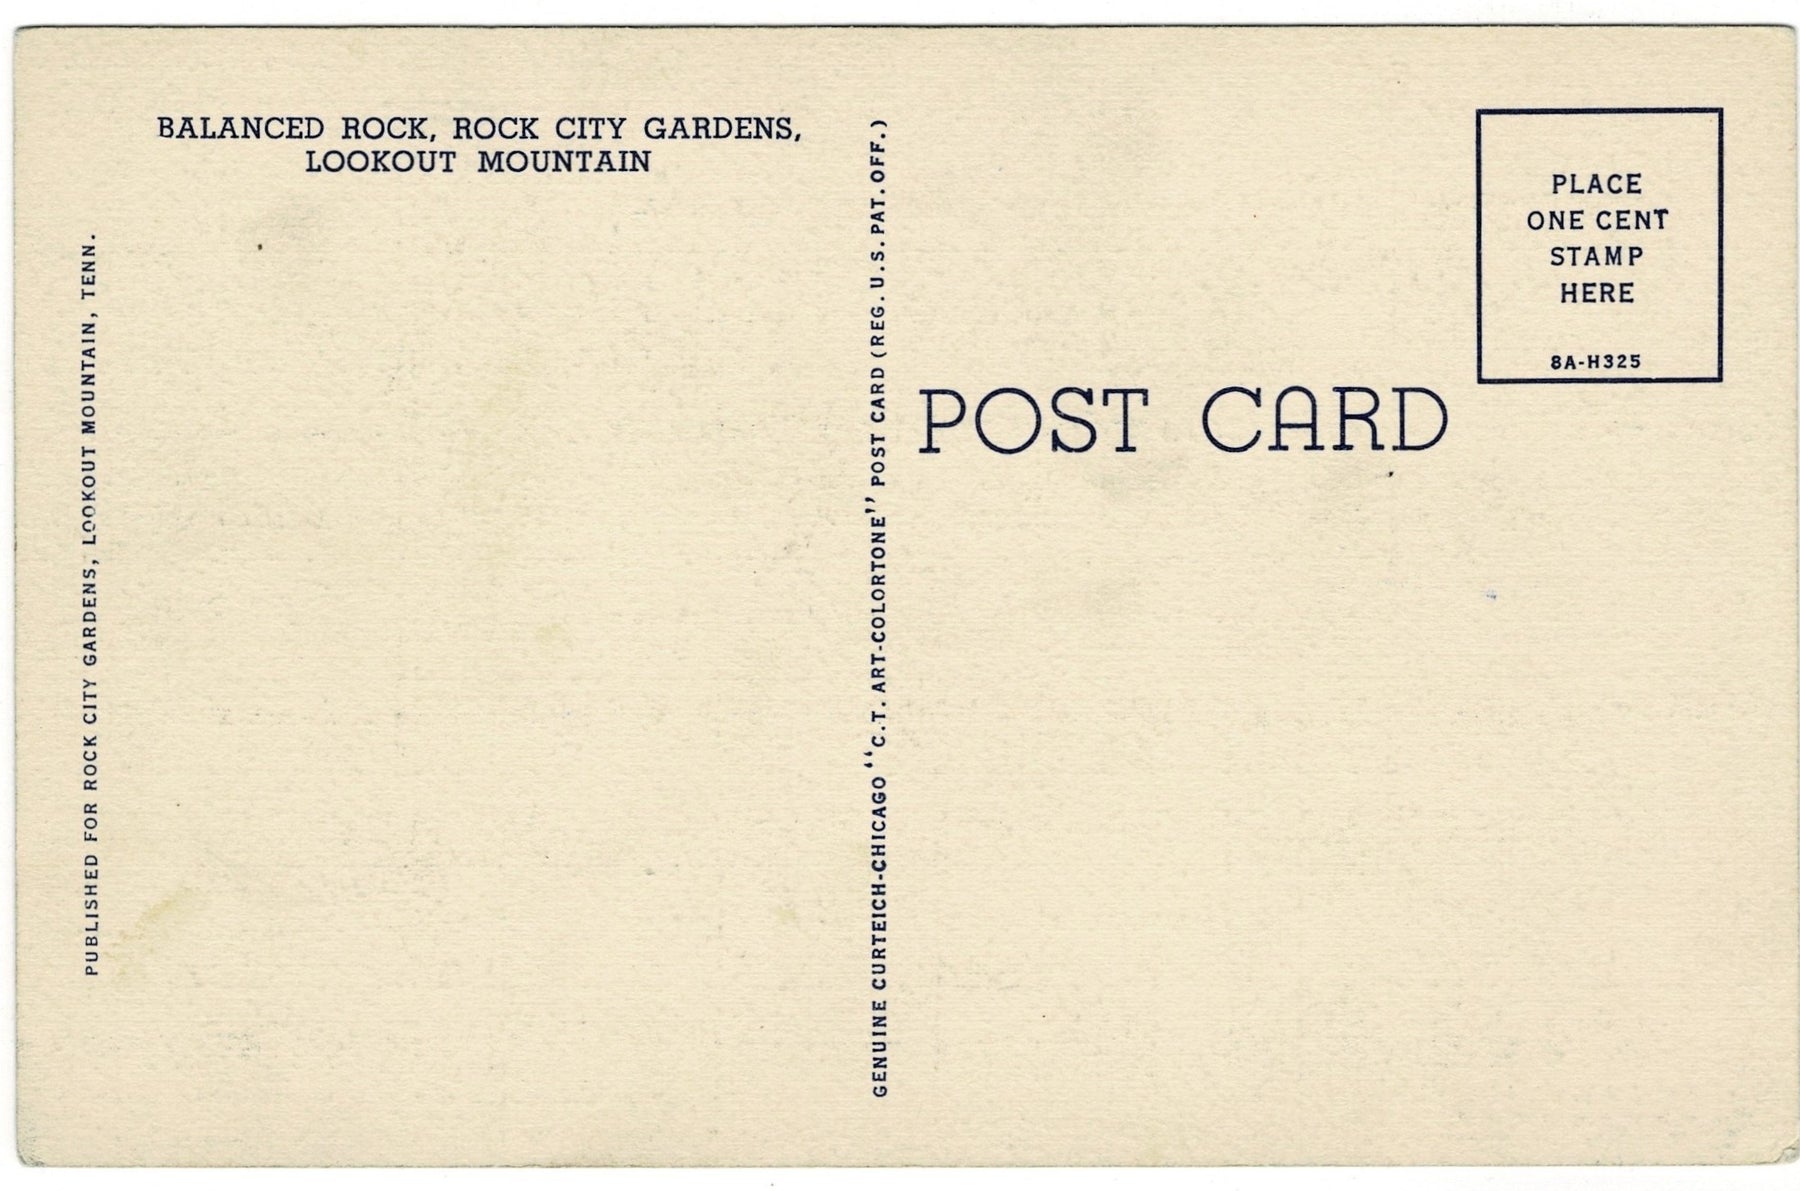 BALANCED ROCK, ROCK CITY GARDENS,
LOOKOUT MOUNTAIN
PUBLISHED FOR ROCK CITY GARDENS, LOOKOUT MOUNTAIN, TENN.
GENUINE CURTEICH-CHICAGO "C.T. ART-COLORTONE" POST CARD (REG. U.S. PAT. OFF.)
PLACE
ONE CENT
STAMP
HERE
8A-H325
POST CARD